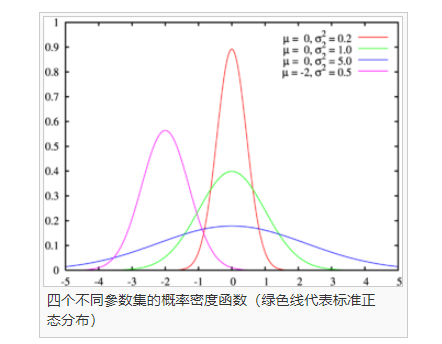 1
0.9
0.8
0.7
0.6
0.5
0.4
0.3
0.2
0.1
0
μ = 0, σ² = 0.2
μ = 0, σ² = 1.0
μ = 0, σ² = 5.0
μ = -2, σ² = 0.5
-5 -4 -3 -2 -1 0 1 2 3 4 5
四个不同参数集的概率密度函数（绿色线代表标准正
态分布）